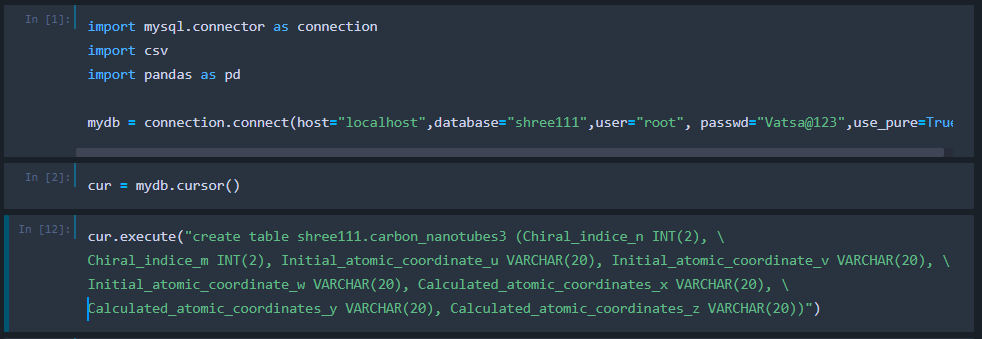 In [1]:
import mysql.connector as connection
import csv
import pandas as pd
mydb = connection.connect(host="localhost",database="shree111",user="root", passwd="Vatsa@123",use_pure=True
In [2]:
cur = mydb.cursor()
In [12]:
cur.execute("create table shree111.carbon_nanotubes3 (Chiral_indice_n INT(2), \
Chiral_indice_m INT(2), Initial_atomic_coordinate_u VARCHAR(20), Initial_atomic_coordinate_v VARCHAR(20), \
Initial_atomic_coordinate_w VARCHAR(20), Calculated_atomic_coordinates_x VARCHAR(20), \
Calculated_atomic_coordinates_y VARCHAR(20), Calculated_atomic_coordinates_z VARCHAR(20))")